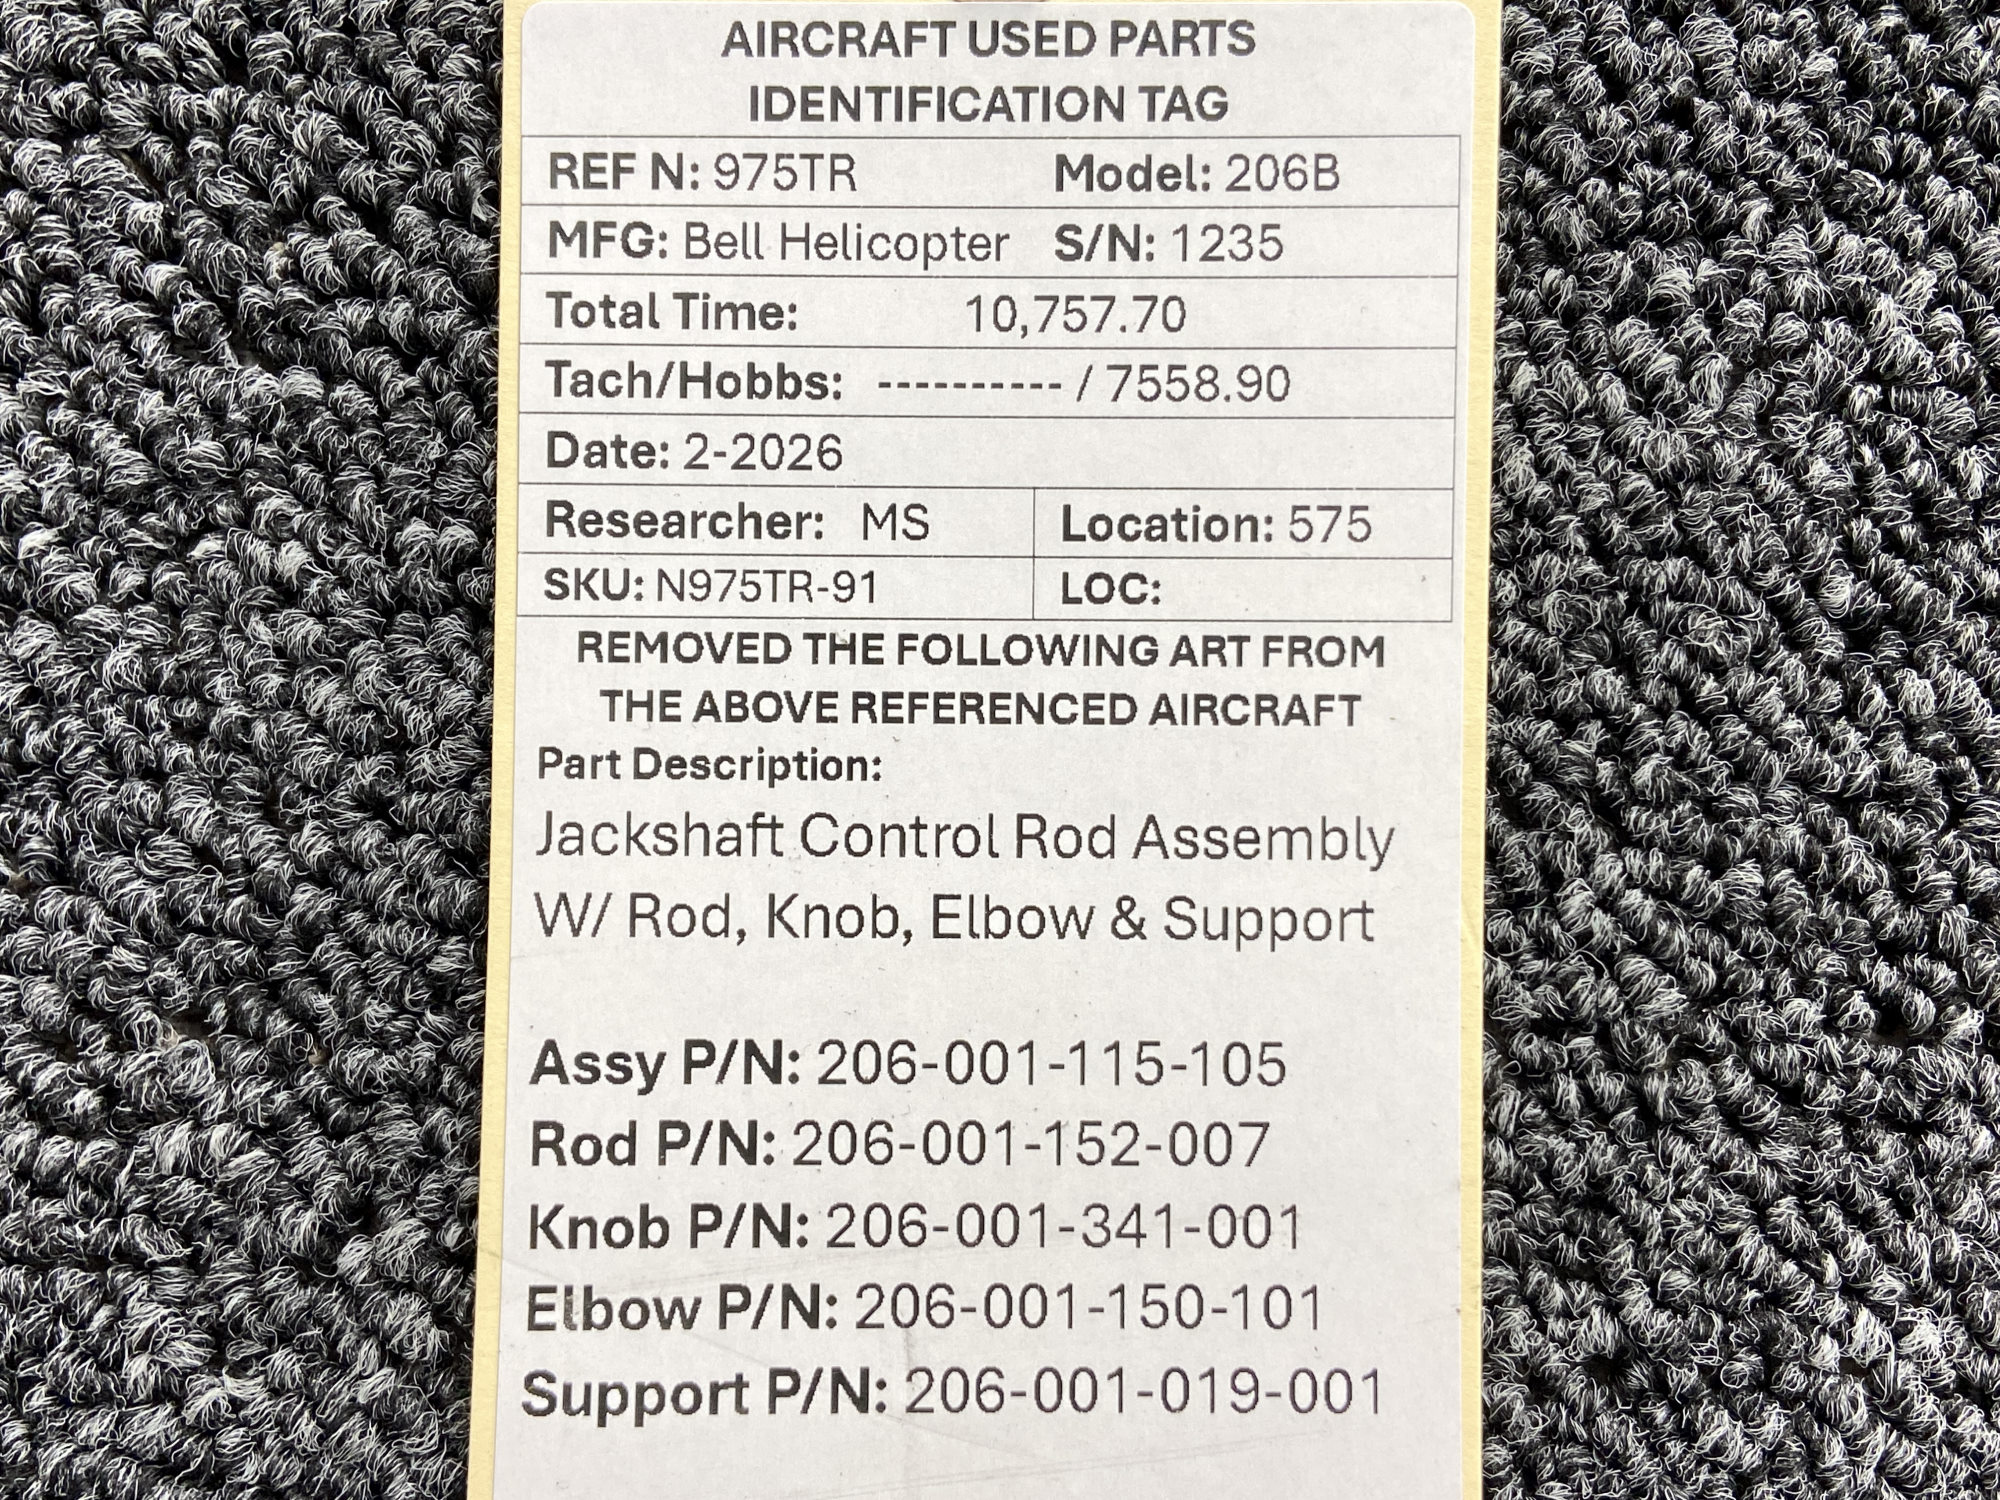 AIRCRAFT USED PARTS
IDENTIFICATION TAG
REF N: 975TR Model: 206B
MFG: Bell Helicopter S/N: 1235
Total Time: 10,757.70
Tach/Hobbs: ---------- / 7558.90
Date: 2-2026
Researcher: MS Location: 575
SKU: N975TR-91 LOC:
REMOVED THE FOLLOWING ART FROM
THE ABOVE REFERENCED AIRCRAFT
Part Description:
Jackshaft Control Rod Assembly
W/ Rod, Knob, Elbow & Support
Assy P/N: 206-001-115-105
Rod P/N: 206-001-152-007
Knob P/N: 206-001-341-001
Elbow P/N: 206-001-150-101
Support P/N: 206-001-019-001